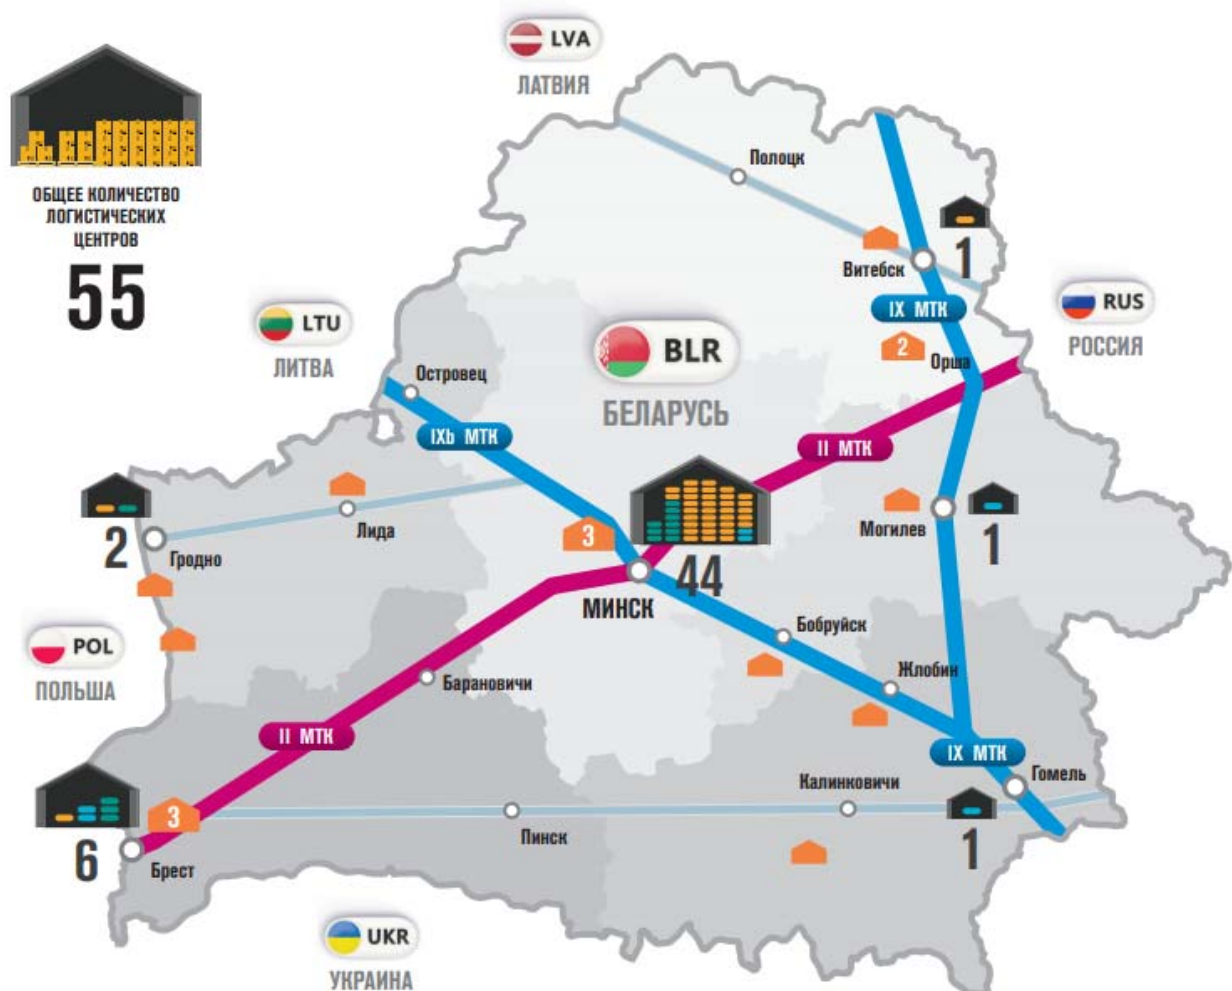 LVA
ЛАТВИЯ
ОБЩЕЕ КОЛИЧЕСТВО
ЛОГИСТИЧЕСКИХ
ЦЕНТРОВ
55
Полоцк
1
Витебск
IX МТК
LTU
ЛИТВА
RUS
РОССИЯ
BLR
БЕЛАРУСЬ
2
Орша
Островец
IXb МТК
II МТК
2
Гродно
Лида
3
44
МИНСК
Могилев
1
POL
ПОЛЬША
Бобруйск
Барановичи
Жлобин
II МТК
IX МТК
Гомель
Калинковичи
1
6
3
Брест
Пинск
UKR
УКРАИНА